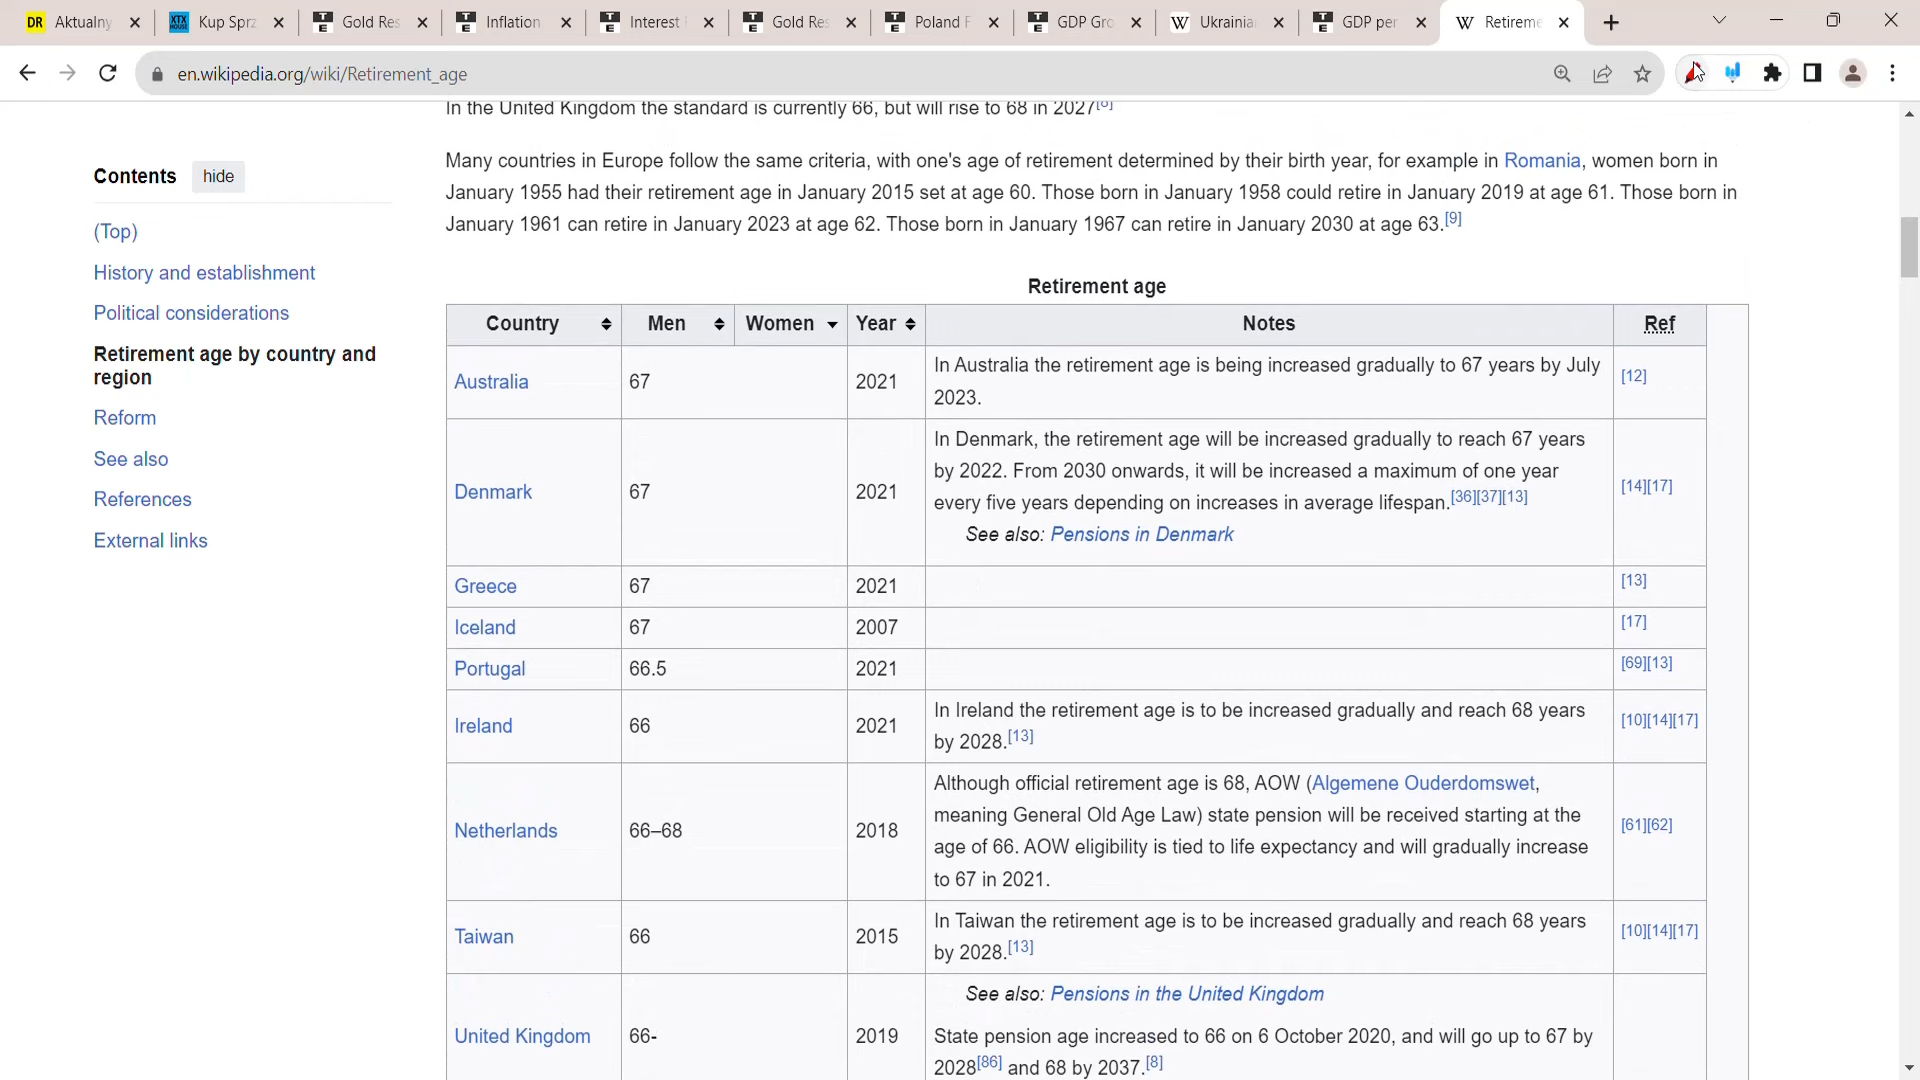 Aktualny
Kup Sprz
Gold Res
Inflation
Interest
Gold Res
Poland F
GDP Gro
Ukrainia
GDP per
Retireme
en.wikipedia.org/wiki/Retirement_age
In the United Kingdom the standard is currently 66, but will rise to 68 in 2027[8]
Many countries in Europe follow the same criteria, with one's age of retirement determined by their birth year, for example in Romania, women born in
January 1955 had their retirement age in January 2015 set at age 60. Those born in January 1958 could retire in January 2019 at age 61. Those born in
January 1961 can retire in January 2023 at age 62. Those born in January 1967 can retire in January 2030 at age 63.[9]
Contents hide
(Top)
History and establishment
Political considerations
Retirement age by country and
region
Reform
See also
References
External links
Retirement age
Country Men Women Year Notes Ref
Australia 67 2021 In Australia the retirement age is being increased gradually to 67 years by July [12]
2023.
In Denmark, the retirement age will be increased gradually to reach 67 years
by 2022. From 2030 onwards, it will be increased a maximum of one year
Denmark 67 2021 every five years depending on increases in average lifespan.[36][37][13] [14][17]
See also: Pensions in Denmark
Greece 67 2021 [13]
Iceland 67 2007 [17]
Portugal 66.5 2021 [69][13]
Ireland 66 2021 In Ireland the retirement age is to be increased gradually and reach 68 years [10][14][17]
by 2028.[13]
Although official retirement age is 68, AOW (Algemene Ouderdomswet,
meaning General Old Age Law) state pension will be received starting at the
Netherlands 66–68 2018 age of 66. AOW eligibility is tied to life expectancy and will gradually increase [61][62]
to 67 in 2021.
Taiwan 66 2015 In Taiwan the retirement age is to be increased gradually and reach 68 years [10][14][17]
by 2028.[13]
See also: Pensions in the United Kingdom
United Kingdom 66- 2019 State pension age increased to 66 on 6 October 2020, and will go up to 67 by
2028[86] and 68 by 2037.[8]